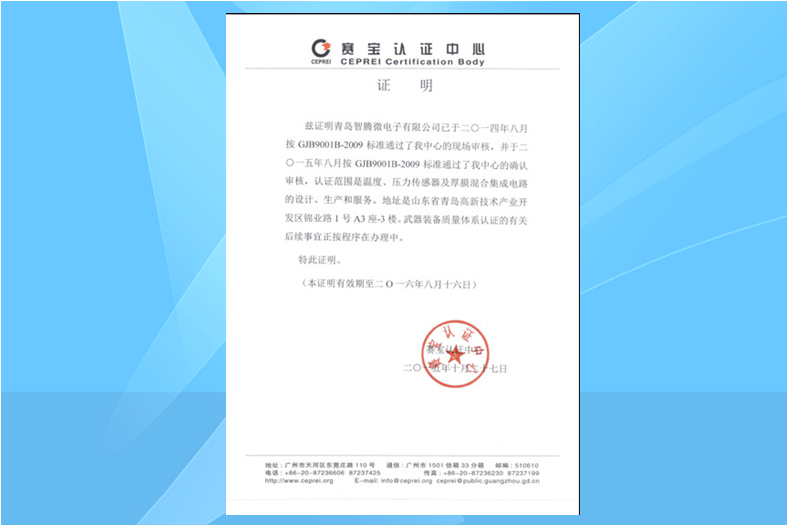 赛宝认证中心
CEPREI
CEPREI Certification Body
证 明
兹证明青岛智腾微电子有限公司已于二〇一四年八月
按 GJB9001B-2009 标准通过了我中心的现场审核，并于二
〇一五年八月按 GJB9001B-2009 标准通过了我中心的确认
审核，认证范围是温度、压力传感器及厚膜混合集成电路
的设计、生产和服务。地址是山东省青岛高新技术产业开
发区锦业路 1 号 A3 座-3 楼。武器装备质量体系认证的有关
后续事宜正按程序在办理中。
特此证明。
（本证明有效期至二 O 一六年八月十六日）
赛宝认证中心
赛宝认证中心
二〇一五年十月二十七日
地址：广州市天河区东莞庄路 110 号 通信：广州市 1501 信箱 33 分箱 邮编：510610
电话：+86-20-87236606 87237425 传真：+86-20-87236230 87237199
http://www.ceprei.org E-mail: info@ceprei.org ceprei@public.guangzhou.gd.cn